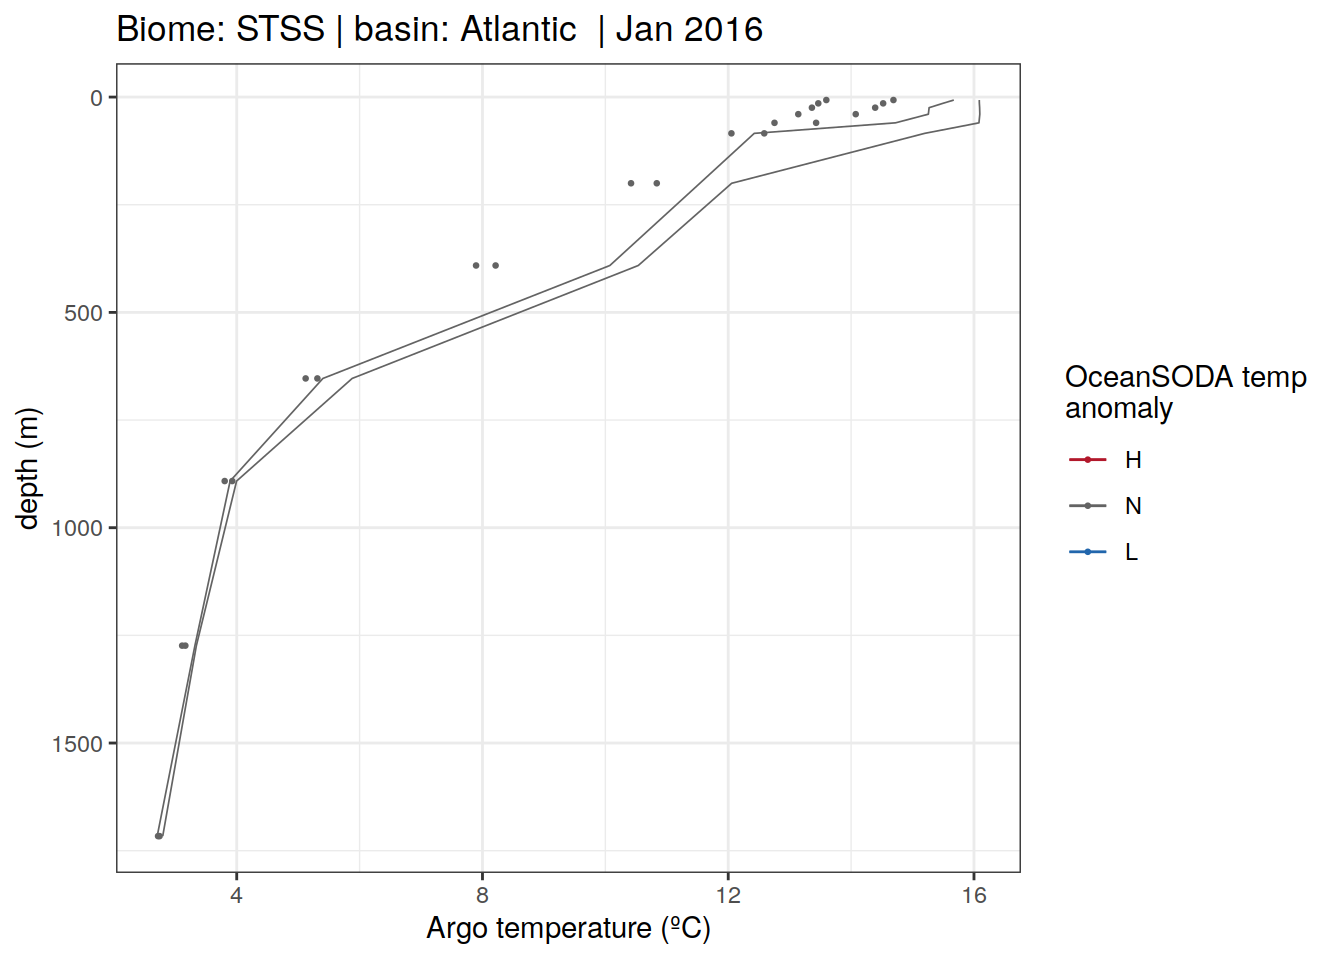 Biome: STSS | basin: Atlantic  | Jan 2016
0
500
1000
1500
depth (m)
4
8
12
16
Argo temperature (ºC)
OceanSODA temp
anomaly
H
N
L